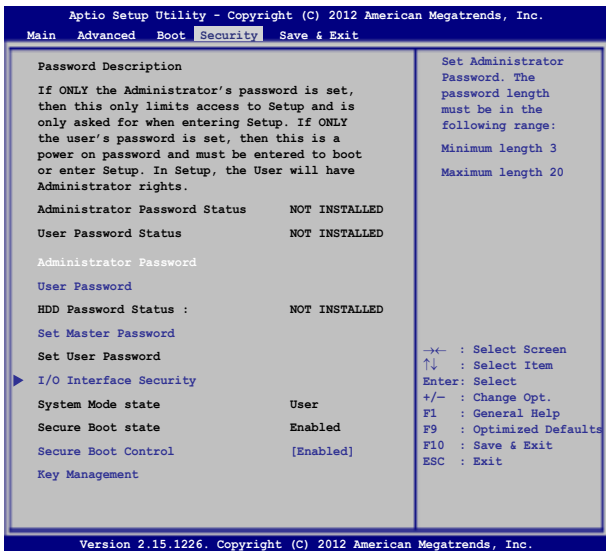 Aptio Setup Utility - Copyright (C) 2012 American Megatrends, Inc.
Main Advanced Boot Security Save & Exit
Password Description
If ONLY the Administrator's password is set,
then this only limits access to Setup and is
only asked for when entering Setup. If ONLY
the user's password is set, then this is a
power on password and must be entered to boot
or enter Setup. In Setup, the User will have
Administrator rights.
Administrator Password Status NOT INSTALLED
User Password Status NOT INSTALLED
Administrator Password
User Password
HDD Password Status : NOT INSTALLED
Set Master Password
Set User Password
I/O Interface Security
System Mode state User
Secure Boot state Enabled
Secure Boot Control [Enabled]
Key Management
Set Administrator
Password. The
password length
must be in the
following range:
Minimum length 3
Maximum length 20
→← : Select Screen
↑↓ : Select Item
Enter: Select
+/— : Change Opt.
F1 : General Help
F9 : Optimized Defaults
F10 : Save & Exit
ESC : Exit
Version 2.15.1226. Copyright (C) 2012 American Megatrends, Inc.